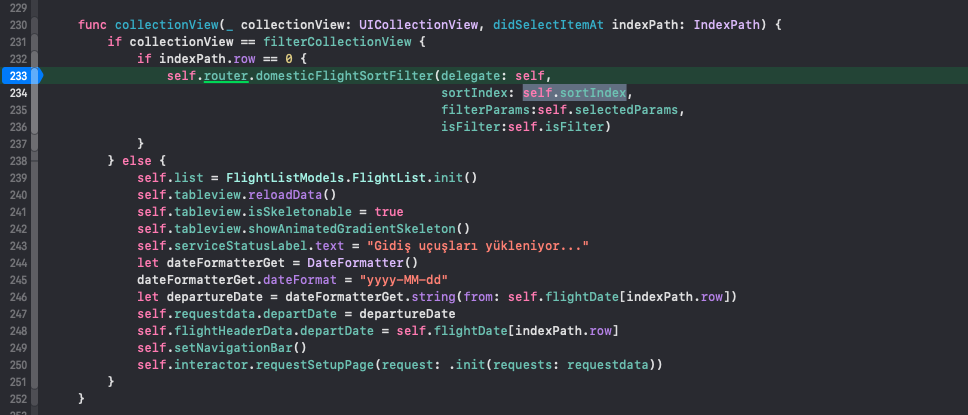 229
230 func collectionView(_ collectionView: UICollectionView, didSelectItemAt indexPath: IndexPath) {
231 if collectionView == filterCollectionView {
232 if indexPath.row == 0 {
233 self.router.domesticFlightSortFilter(delegate: self,
234 sortIndex: self.sortIndex,
235 filterParams:self.selectedParams,
236 isFilter:self.isFilter)
237 }
238 } else {
239 self.list = FlightListModels.FlightList.init()
240 self.tableview.reloadData()
241 self.tableview.isSkeletonable = true
242 self.tableview.showAnimatedGradientSkeleton()
243 self.serviceStatusLabel.text = "Gidiş uçuşları yükleniyor..."
244 let dateFormatterGet = DateFormatter()
245 dateFormatterGet.dateFormat = "yyyy-MM-dd"
246 let departureDate = dateFormatterGet.string(from: self.flightDate[indexPath.row])
247 self.requestdata.departDate = departureDate
248 self.flightHeaderData.departDate = self.flightDate[indexPath.row]
249 self.setNavigationBar()
250 self.interactor.requestSetupPage(request: .init(requests: requestdata))
251 }
252 }